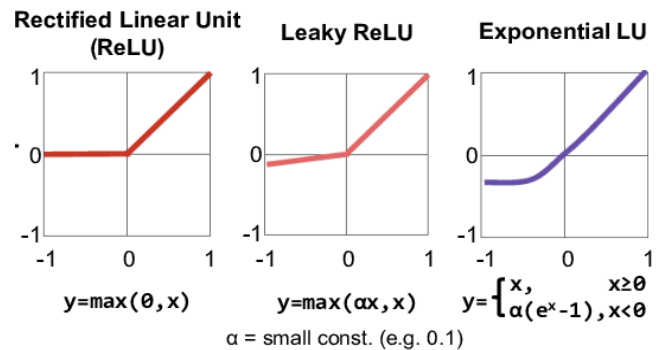 Rectified Linear Unit
(ReLU)
Leaky ReLU
Exponential LU
1
0
-1
-1 0 1
1
0
-1
-1 0 1
1
0
-1
-1 0 1
y=max(0,x)
y=max(αx,x)
y={x, x≥0
α(eˣ-1),x<0
α = small const. (e.g. 0.1)